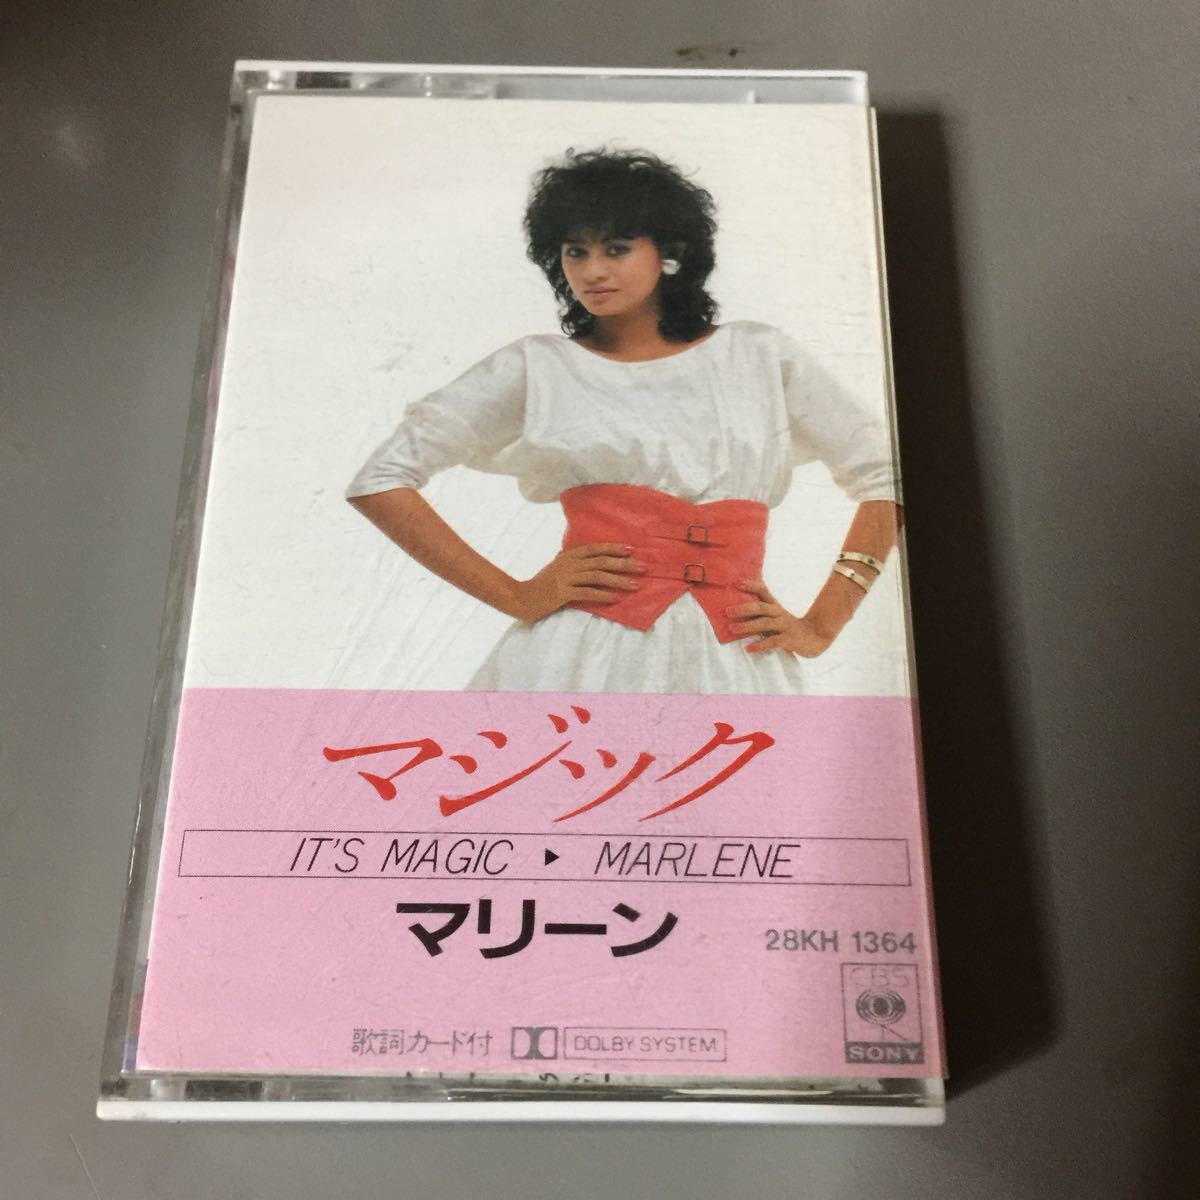 マジック
IT'S MAGIC ▶ MARLENE
マリーン
28KH 1364
CBS
SONY
歌詞カード付 DOLBY SYSTEM